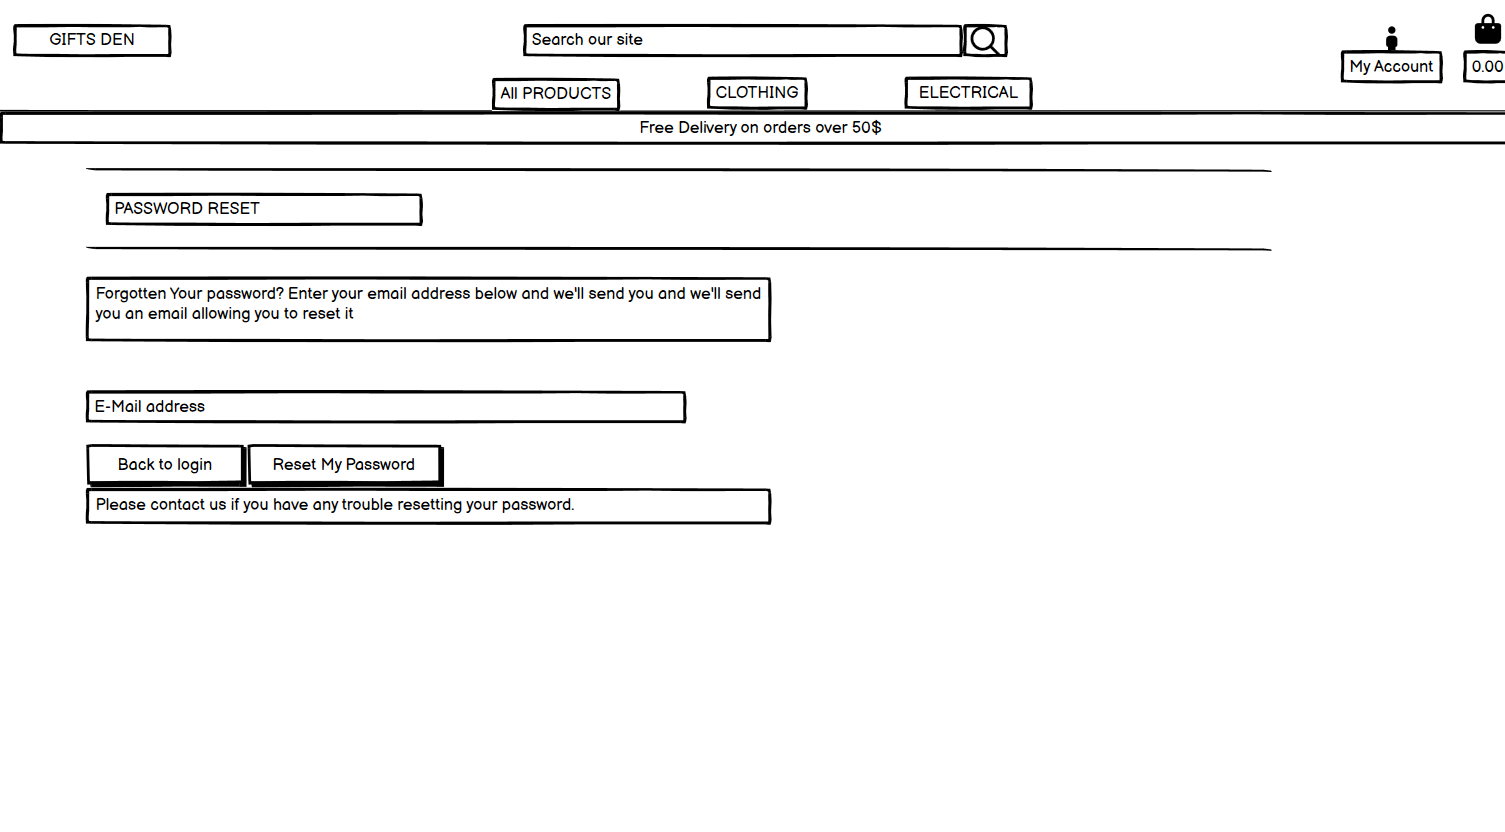 GIFTS DEN
Search our site
My Account
0.00
All PRODUCTS
CLOTHING
ELECTRICAL
Free Delivery on orders over 50$
PASSWORD RESET
Forgotten Your password? Enter your email address below and we'll send you and we'll send
you an email allowing you to reset it
E-Mail address
Back to login
Reset My Password
Please contact us if you have any trouble resetting your password.